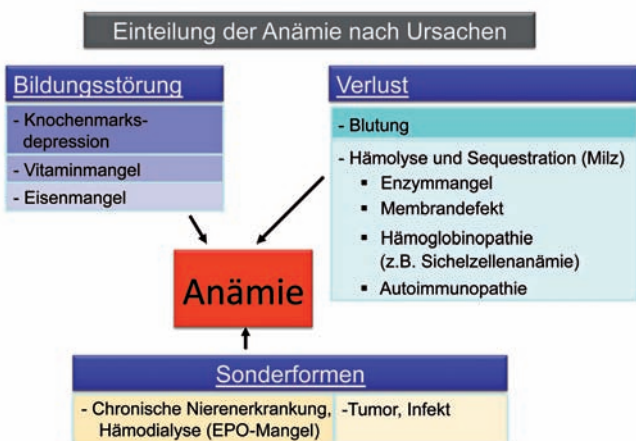 Einteilung der Anämie nach Ursachen
Bildungsstörung
- Knochenmarks-
depression
- Vitaminmangel
- Eisenmangel
Verlust
- Blutung
- Hämolyse und Sequestration (Milz)
▪ Enzymmangel
▪ Membrandefekt
▪ Hämoglobinopathie
(z.B. Sichelzellenanämie)
▪ Autoimmunopathie
Anämie
Sonderformen
- Chronische Nierenerkrankung,
Hämodialyse (EPO-Mangel)
-Tumor, Infekt